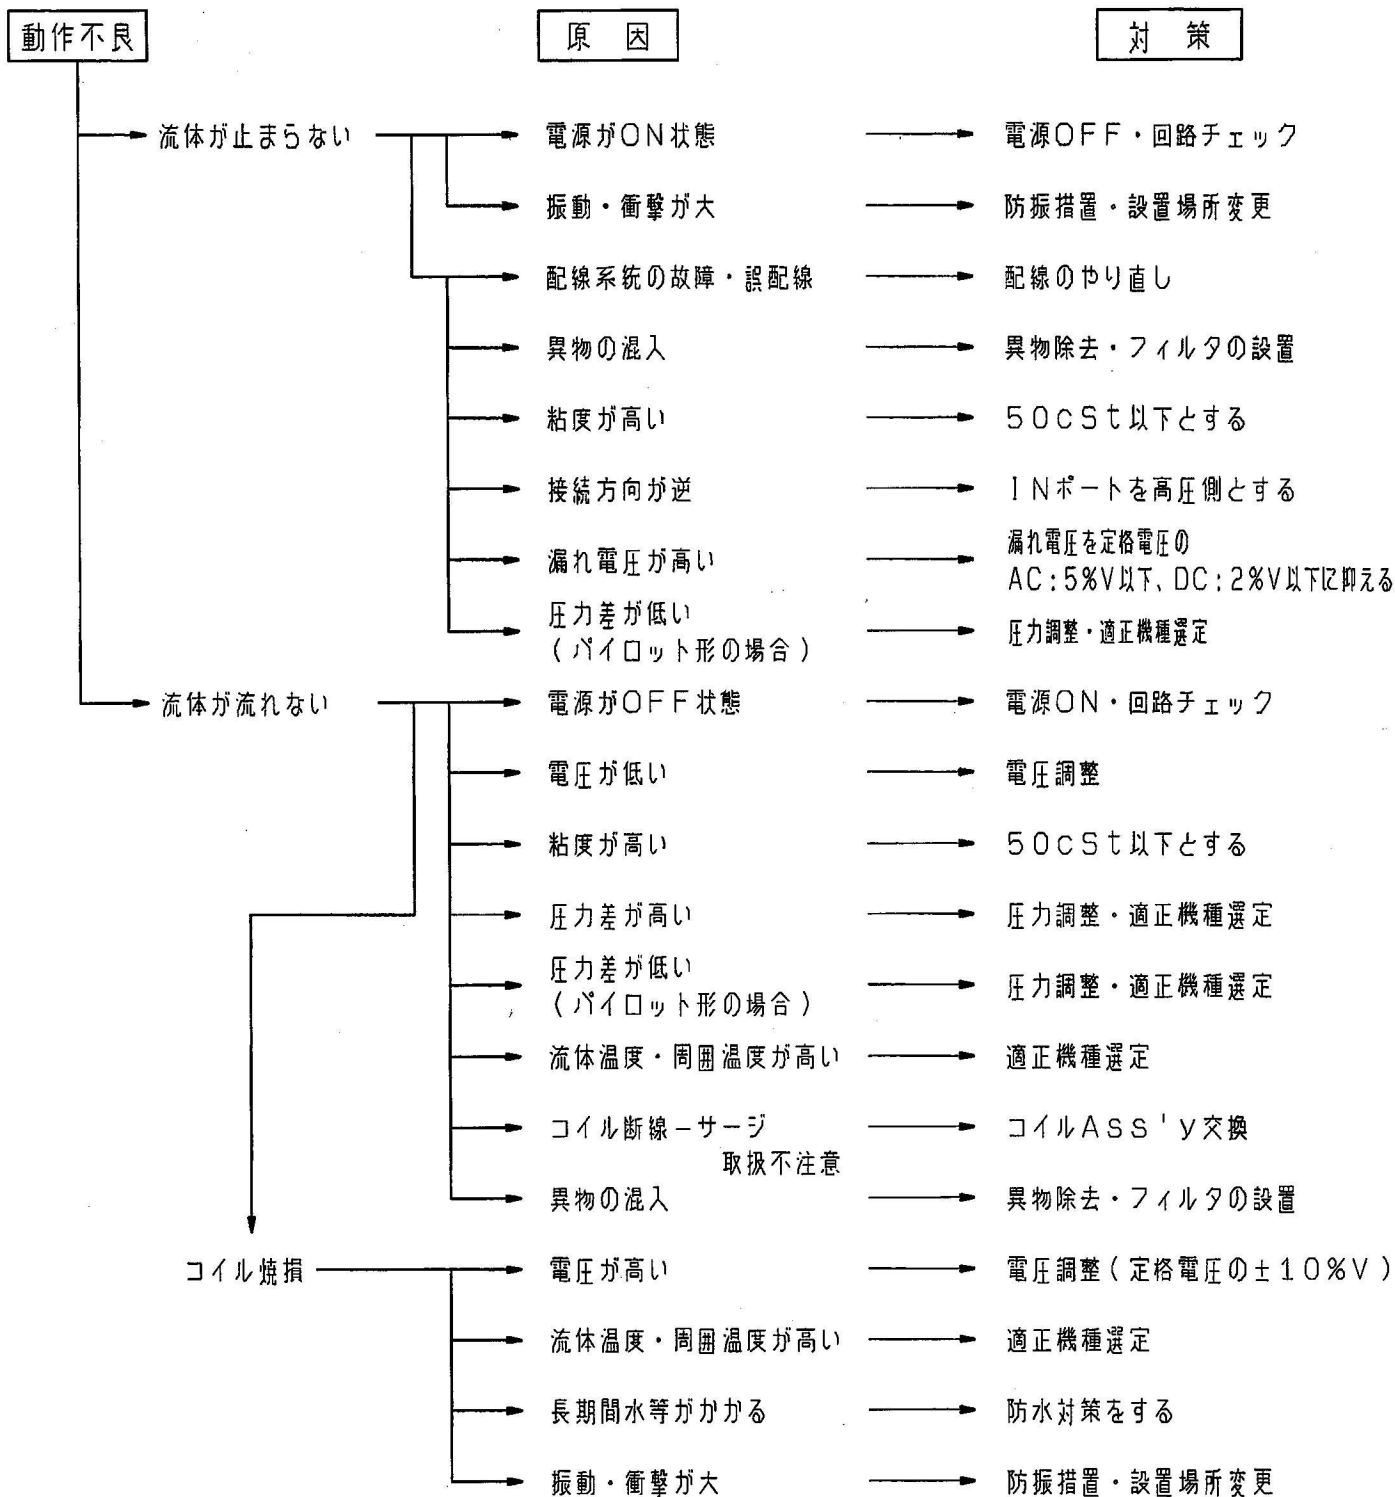 動作不良 原因 対策
流体が止まらない 電源がON状態 電源OFF・回路チェック
振動・衝撃が大 防振措置・設置場所変更
配線系統の故障・誤配線 配線のやり直し
異物の混入 異物除去・フィルタの設置
粘度が高い 50cSt以下とする
接続方向が逆 INポートを高圧側とする
漏れ電圧が高い 漏れ電圧を定格電圧の
AC:5%V以下、DC:2%V以下に抑える
圧力差が低い
(パイロット形の場合) 圧力調整・適正機種選定
流体が流れない 電源がOFF状態 電源ON・回路チェック
電圧が低い 電圧調整
粘度が高い 50cSt以下とする
圧力差が高い 圧力調整・適正機種選定
圧力差が低い
(パイロット形の場合) 圧力調整・適正機種選定
流体温度・周囲温度が高い 適正機種選定
コイル断線-サージ コイルAss'y交換
取扱不注意
異物の混入 異物除去・フィルタの設置
コイル焼損 電圧が高い 電圧調整(定格電圧の±10%V)
流体温度・周囲温度が高い 適正機種選定
長期間水等がかかる 防水対策をする
振動・衝撃が大 防振措置・設置場所変更